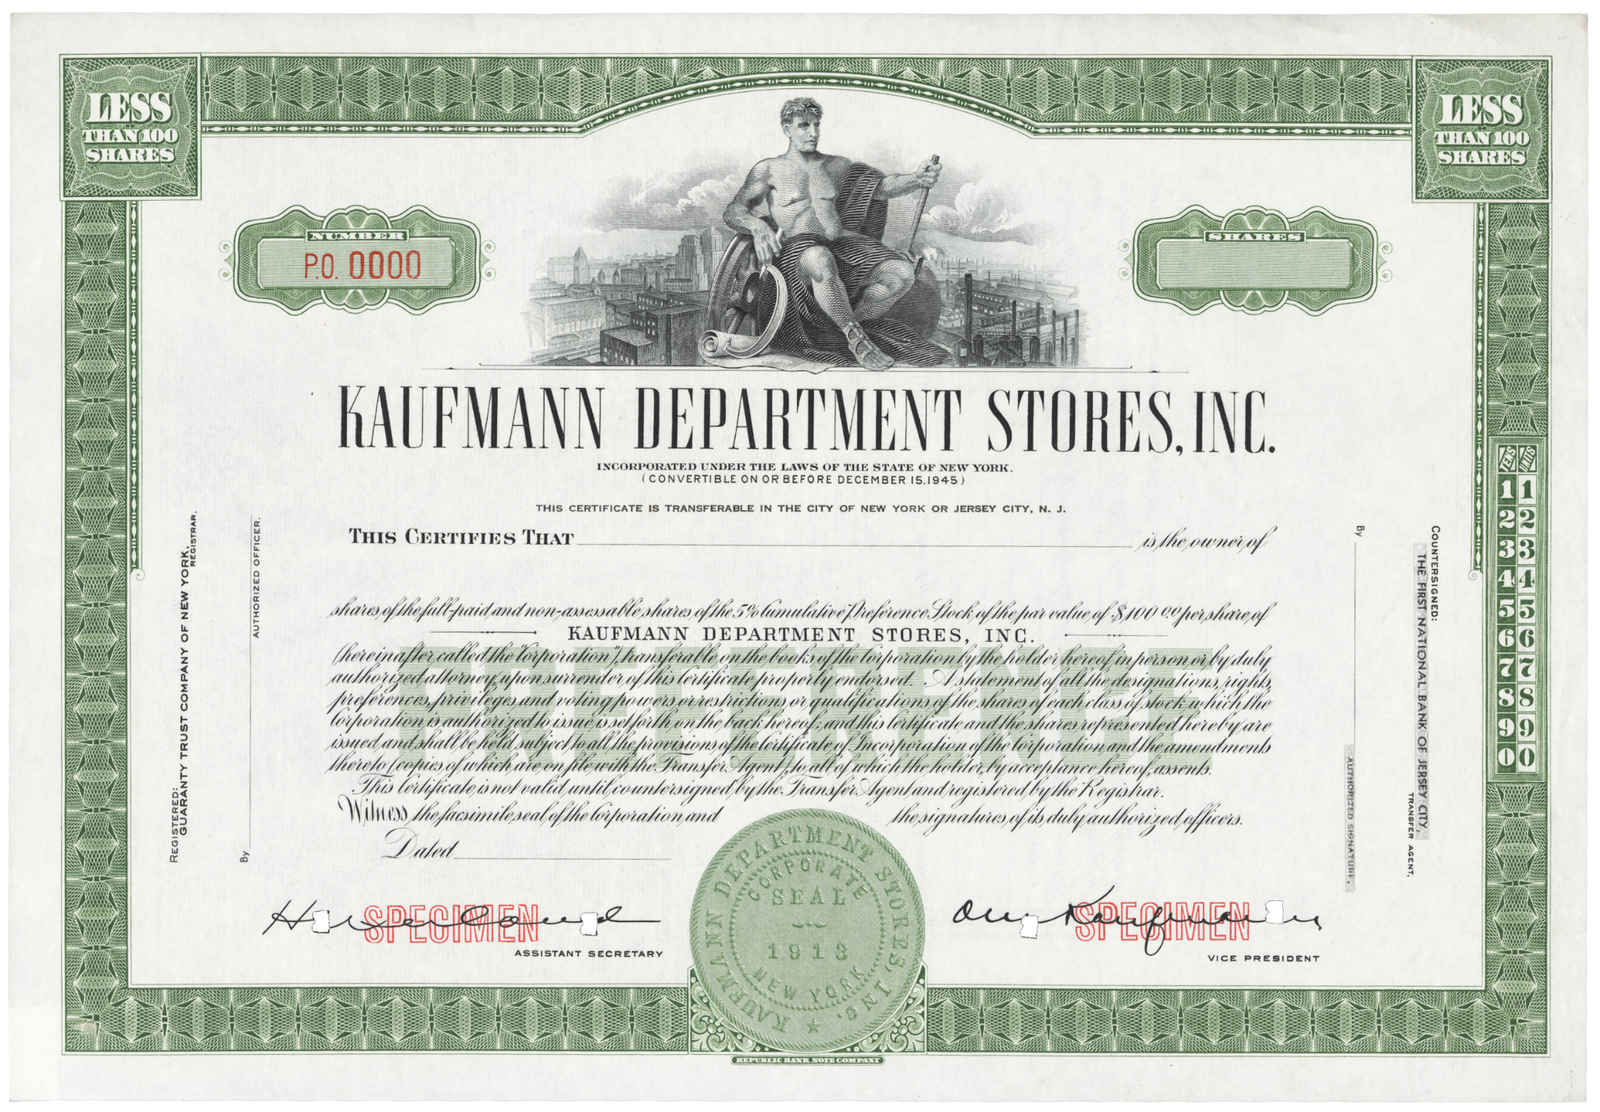 LESS
THAN 100
SHARES
LESS
THAN 100
SHARES
NUMBER
P.O. 0000
SHARES
KAUFMANN DEPARTMENT STORES, INC.
INCORPORATED UNDER THE LAWS OF THE STATE OF NEW YORK.
(CONVERTIBLE ON OR BEFORE DECEMBER 15, 1945)
THIS CERTIFICATE IS TRANSFERABLE IN THE CITY OF NEW YORK OR JERSEY CITY, N. J.
THIS CERTIFIES THAT is the owner of
shares of the full-paid and non-assessable shares of the 5% Cumulative Preference Stock of the par value of $100.00 per share of
KAUFMANN DEPARTMENT STORES, INC.
(hereinafter called the "Corporation"), transferable on the books of the Corporation by the holder hereof in person or by duly
authorized attorney, upon surrender of this Certificate properly endorsed. A statement of all the designations, rights,
preferences, privileges and voting powers or restrictions or qualifications of the shares of each class of stock which the
Corporation is authorized to issue is set forth on the back hereof; and this Certificate and the shares represented hereby are
issued and shall be held subject to all the provisions of the Certificate of Incorporation of the Corporation and the amendments
thereto (copies of which are on file with the Transfer Agent), to all of which the holder, by acceptance hereof, assents.
This Certificate is not valid until countersigned by the Transfer Agent and registered by the Registrar.
Witness the facsimile seal of the Corporation and the signatures of its duly authorized officers.
PREFERENCE
Dated
SPECIMEN
ASSISTANT SECRETARY
SPECIMEN
VICE PRESIDENT
KAUFMANN DEPARTMENT STORES, INC.
CORPORATE
SEAL
1913
NEW YORK
REPUBLIC BANK NOTE COMPANY
REGISTERED:
GUARANTY TRUST COMPANY OF NEW YORK,
REGISTRAR.
By
AUTHORIZED OFFICER.
COUNTERSIGNED:
THE FIRST NATIONAL BANK OF JERSEY CITY,
TRANSFER AGENT.
By
AUTHORIZED SIGNATURE.
1 1
2 2
3 3
4 4
5 5
6 6
7 7
8 8
9 9
0 0